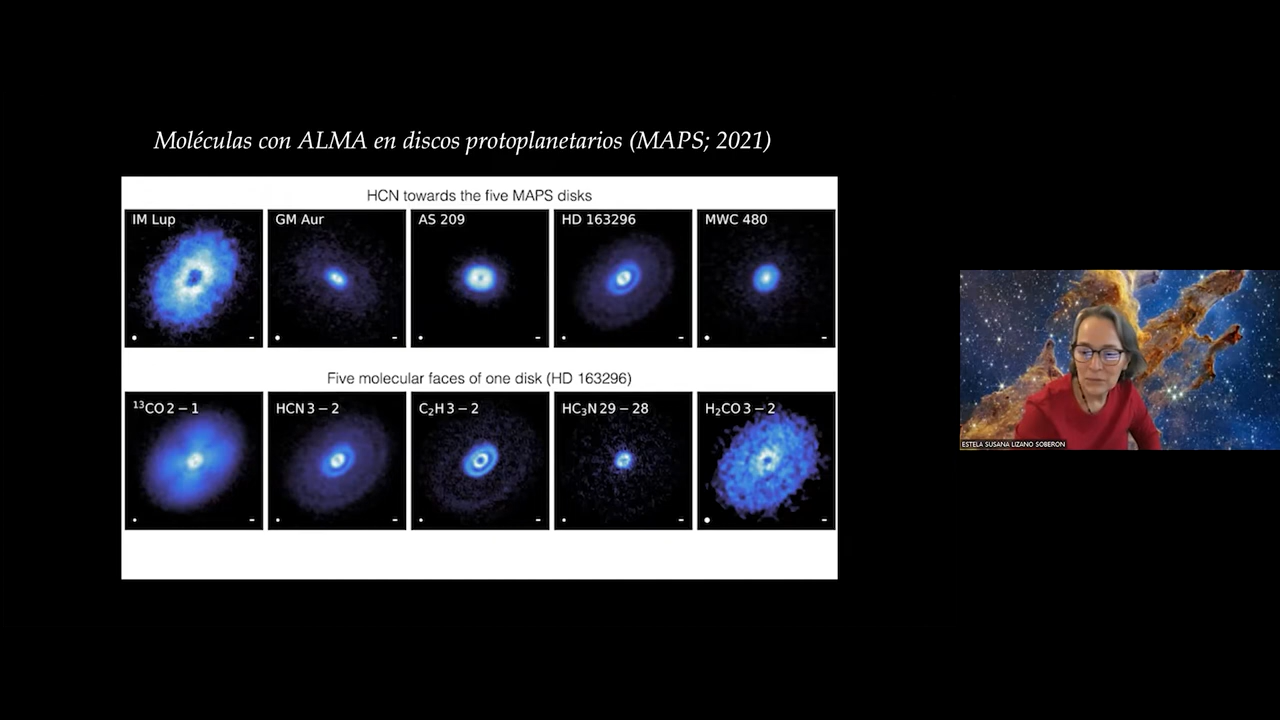 Moléculas con ALMA en discos protoplanetarios (MAPS; 2021)
HCN towards the five MAPS disks
IM Lup
GM Aur
AS 209
HD 163296
MWC 480
Five molecular faces of one disk (HD 163296)
¹³CO 2 – 1
HCN 3 – 2
C₂H 3 – 2
HC₃N 29 – 28
H₂CO 3 – 2
ESTELA SUSANA LIZANO SOBERON